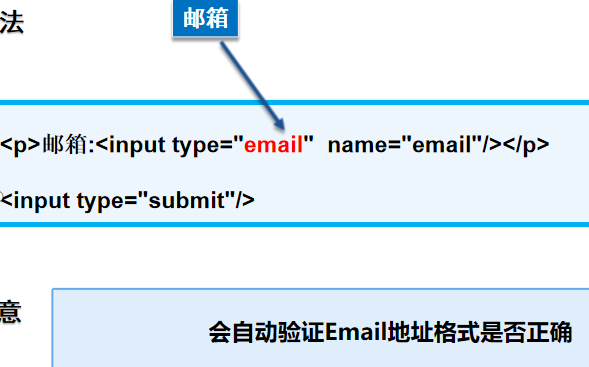 法
邮箱
<p>邮箱:<input type="email"  name="email"/></p>
<input type="submit"/>
意
会自动验证Email地址格式是否正确